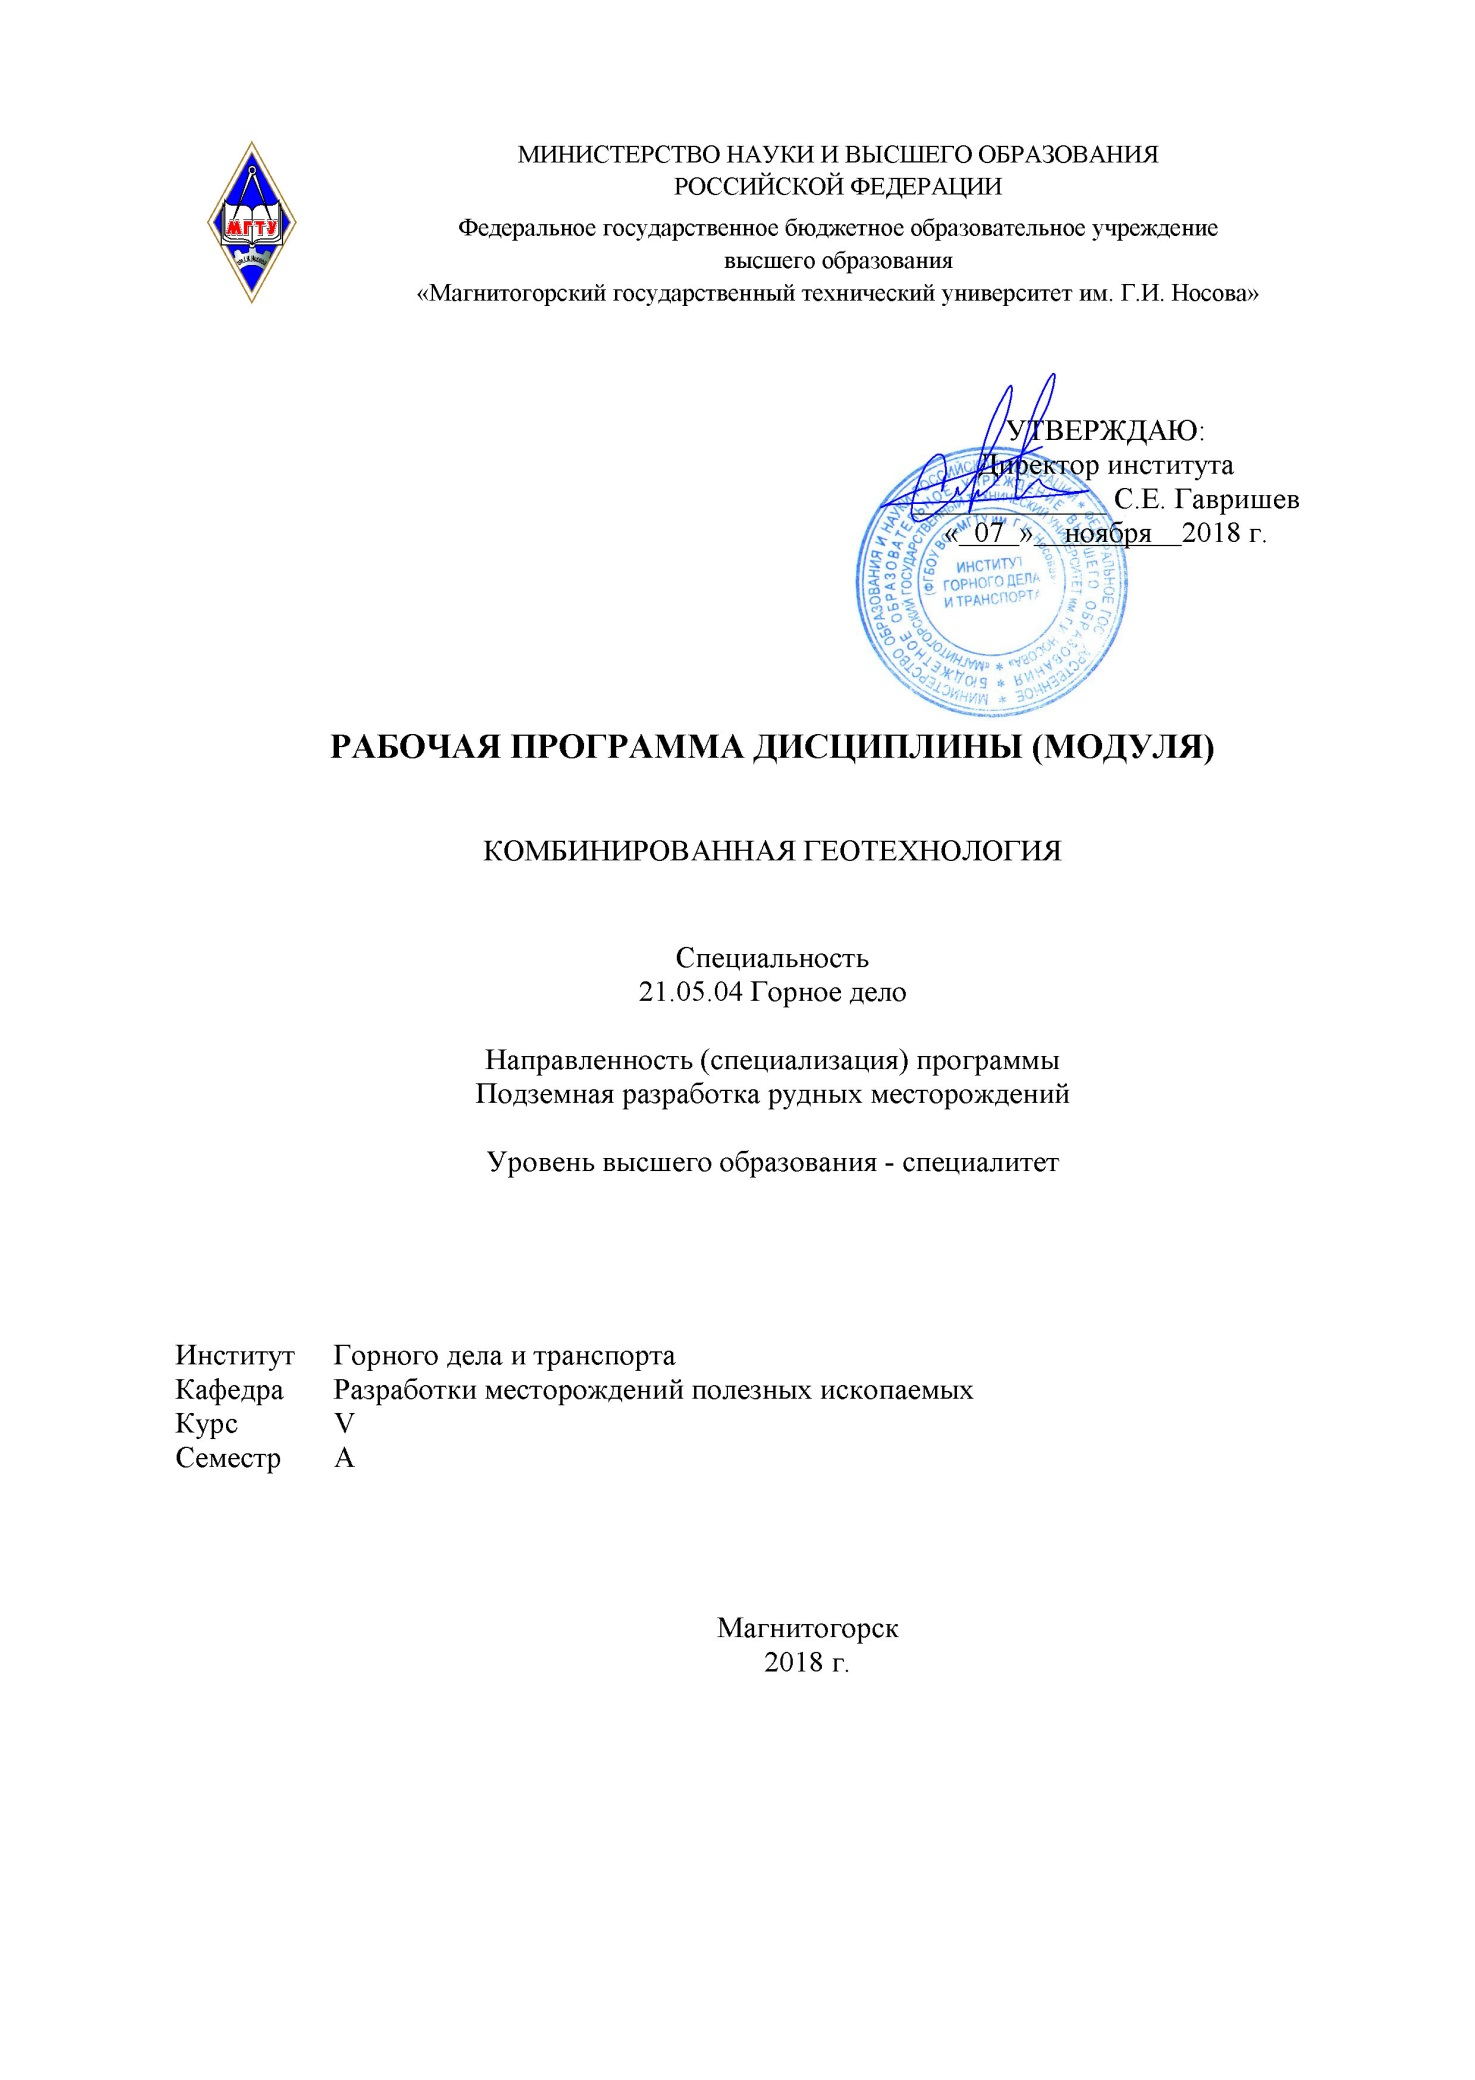 МИНИСТЕРСТВО НАУКИ И ВЫСШЕГО ОБРАЗОВАНИЯ
РОССИЙСКОЙ ФЕДЕРАЦИИ
Федеральное государственное бюджетное образовательное учреждение
высшего образования
«Магнитогорский государственный технический университет им. Г.И. Носова»
МГТУ
УТВЕРЖДАЮ:
Директор института
С.Е. Гавришев
« 07 » ноября 2018 г.
ИНСТИТУТ
ГОРНОГО ДЕЛА
И ТРАНСПОРТА
РАБОЧАЯ ПРОГРАММА ДИСЦИПЛИНЫ (МОДУЛЯ)
КОМБИНИРОВАННАЯ ГЕОТЕХНОЛОГИЯ
Специальность
21.05.04 Горное дело
Направленность (специализация) программы
Подземная разработка рудных месторождений
Уровень высшего образования - специалитет
Институт Горного дела и транспорта
Кафедра Разработки месторождений полезных ископаемых
Курс V
Семестр А
Магнитогорск
2018 г.